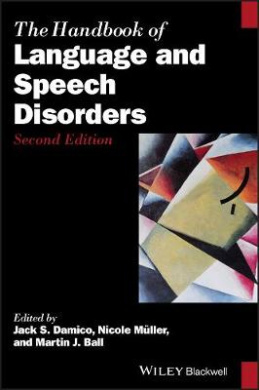 The Handbook of
Language and
Speech
Disorders
Second Edition
Edited by
Jack S. Damico, Nicole Müller,
and Martin J. Ball
WILEY Blackwell